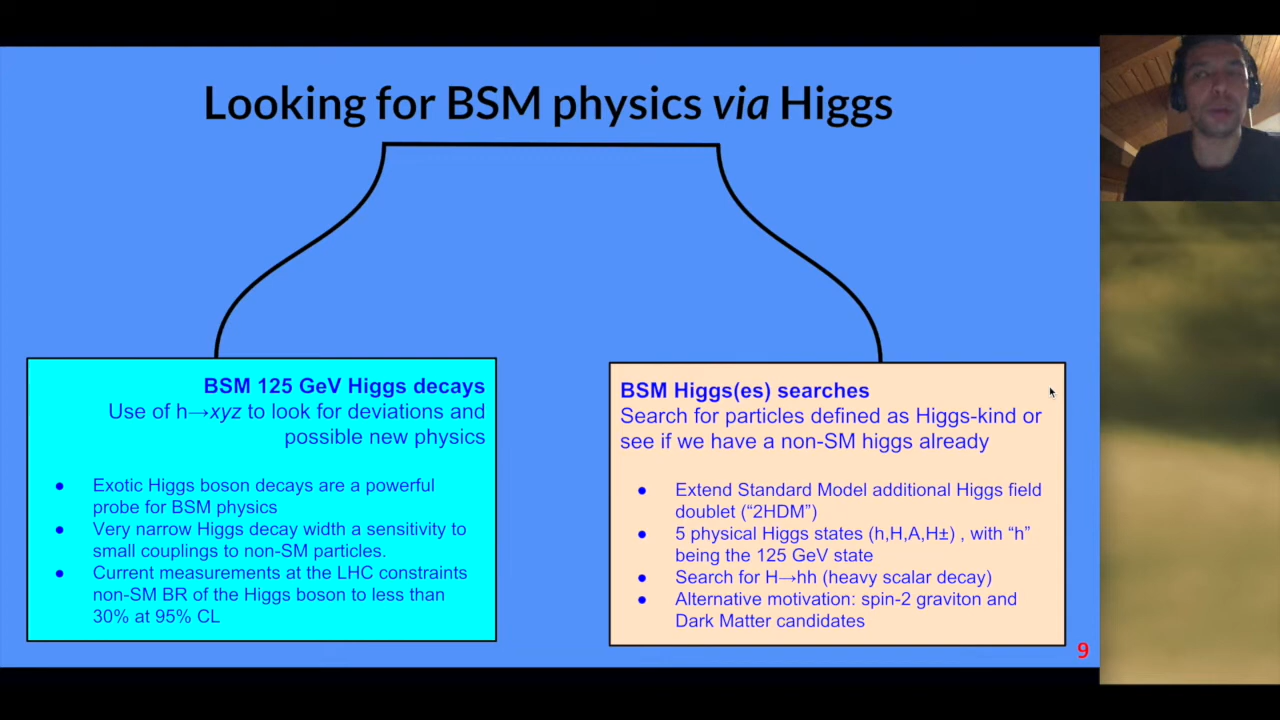 Looking for BSM physics via Higgs
BSM 125 GeV Higgs decays
Use of h→xyz to look for deviations and
possible new physics
● Exotic Higgs boson decays are a powerful
probe for BSM physics
● Very narrow Higgs decay width a sensitivity to
small couplings to non-SM particles.
● Current measurements at the LHC constraints
non-SM BR of the Higgs boson to less than
30% at 95% CL
BSM Higgs(es) searches
Search for particles defined as Higgs-kind or
see if we have a non-SM higgs already
● Extend Standard Model additional Higgs field
doublet (“2HDM”)
● 5 physical Higgs states (h,H,A,H±) , with “h”
being the 125 GeV state
● Search for H→hh (heavy scalar decay)
● Alternative motivation: spin-2 graviton and
Dark Matter candidates
9